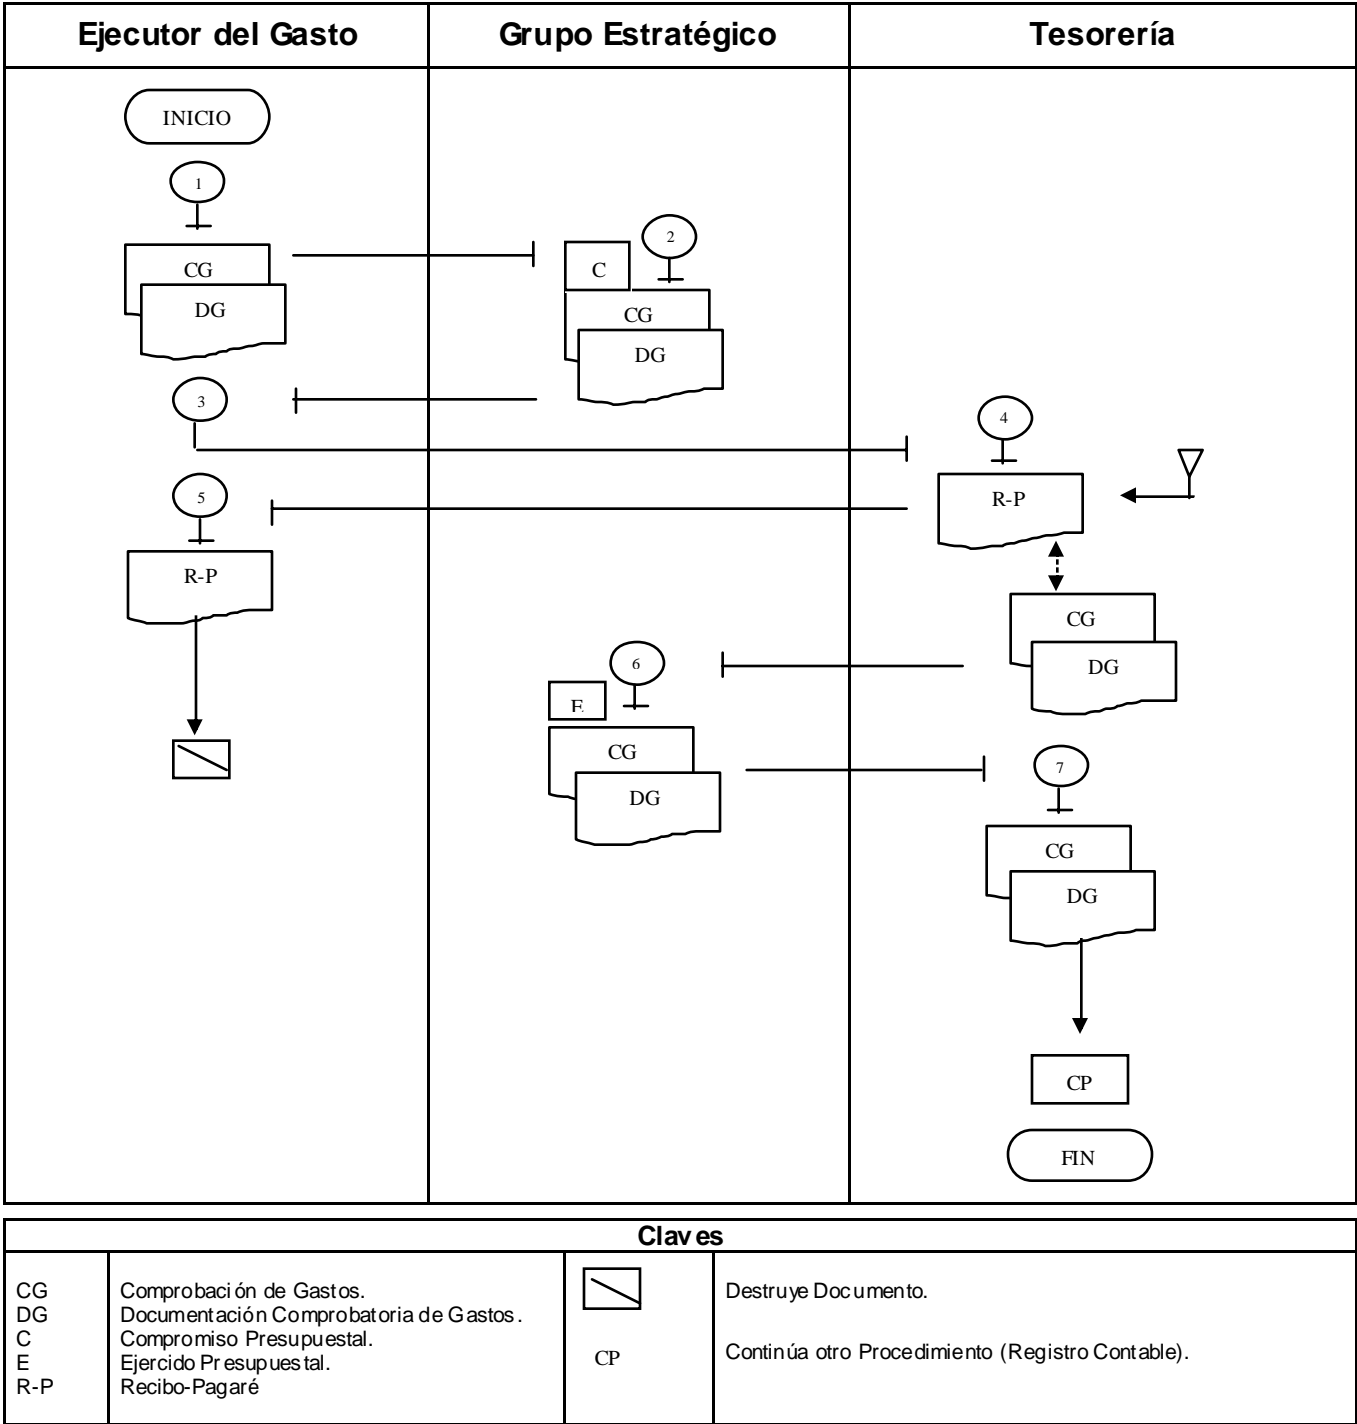 Ejecutor del Gasto
Grupo Estratégico
Tesorería
INICIO
1
CG
DG
2
C
CG
DG
3
4
R-P
5
R-P
CG
DG
6
E
CG
DG
7
CG
DG
CP
FIN
Claves
CG Comprobación de Gastos.
DG Documentación Comprobatoria de Gastos.
C Compromiso Presupuestal.
E Ejercido Presupuestal.
R-P Recibo-Pagaré
Destruye Documento.
CP Continúa otro Procedimiento (Registro Contable).